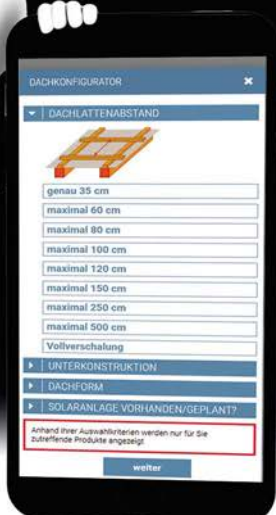 DACHKONFIGURATOR
DACHLATTENABSTAND
genau 35 cm
maximal 60 cm
maximal 80 cm
maximal 100 cm
maximal 120 cm
maximal 150 cm
maximal 250 cm
maximal 500 cm
Vollverschalung
UNTERKONSTRUKTION
DACHFORM
SOLARANLAGE VORHANDEN/GEPLANT?
Anhand Ihrer Auswahlkriterien werden nur für Sie
zutreffende Produkte angezeigt
weiter